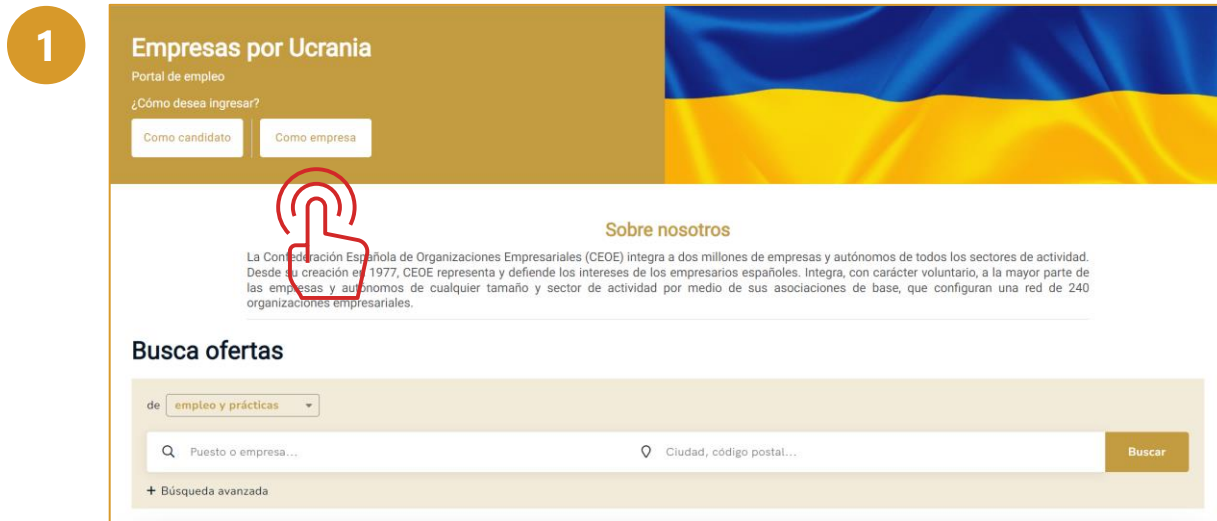 1
Empresas por Ucrania
Portal de empleo
¿Cómo desea ingresar?
Como candidato
Como empresa
Sobre nosotros
La Confederación Española de Organizaciones Empresariales (CEOE) integra a dos millones de empresas y autónomos de todos los sectores de actividad.
Desde su creación en 1977, CEOE representa y defiende los intereses de los empresarios españoles. Integra, con carácter voluntario, a la mayor parte de
las empresas y autónomos de cualquier tamaño y sector de actividad por medio de sus asociaciones de base, que configuran una red de 240
organizaciones empresariales.
Busca ofertas
de empleo y prácticas
Puesto o empresa...
Ciudad, código postal...
Buscar
+ Búsqueda avanzada